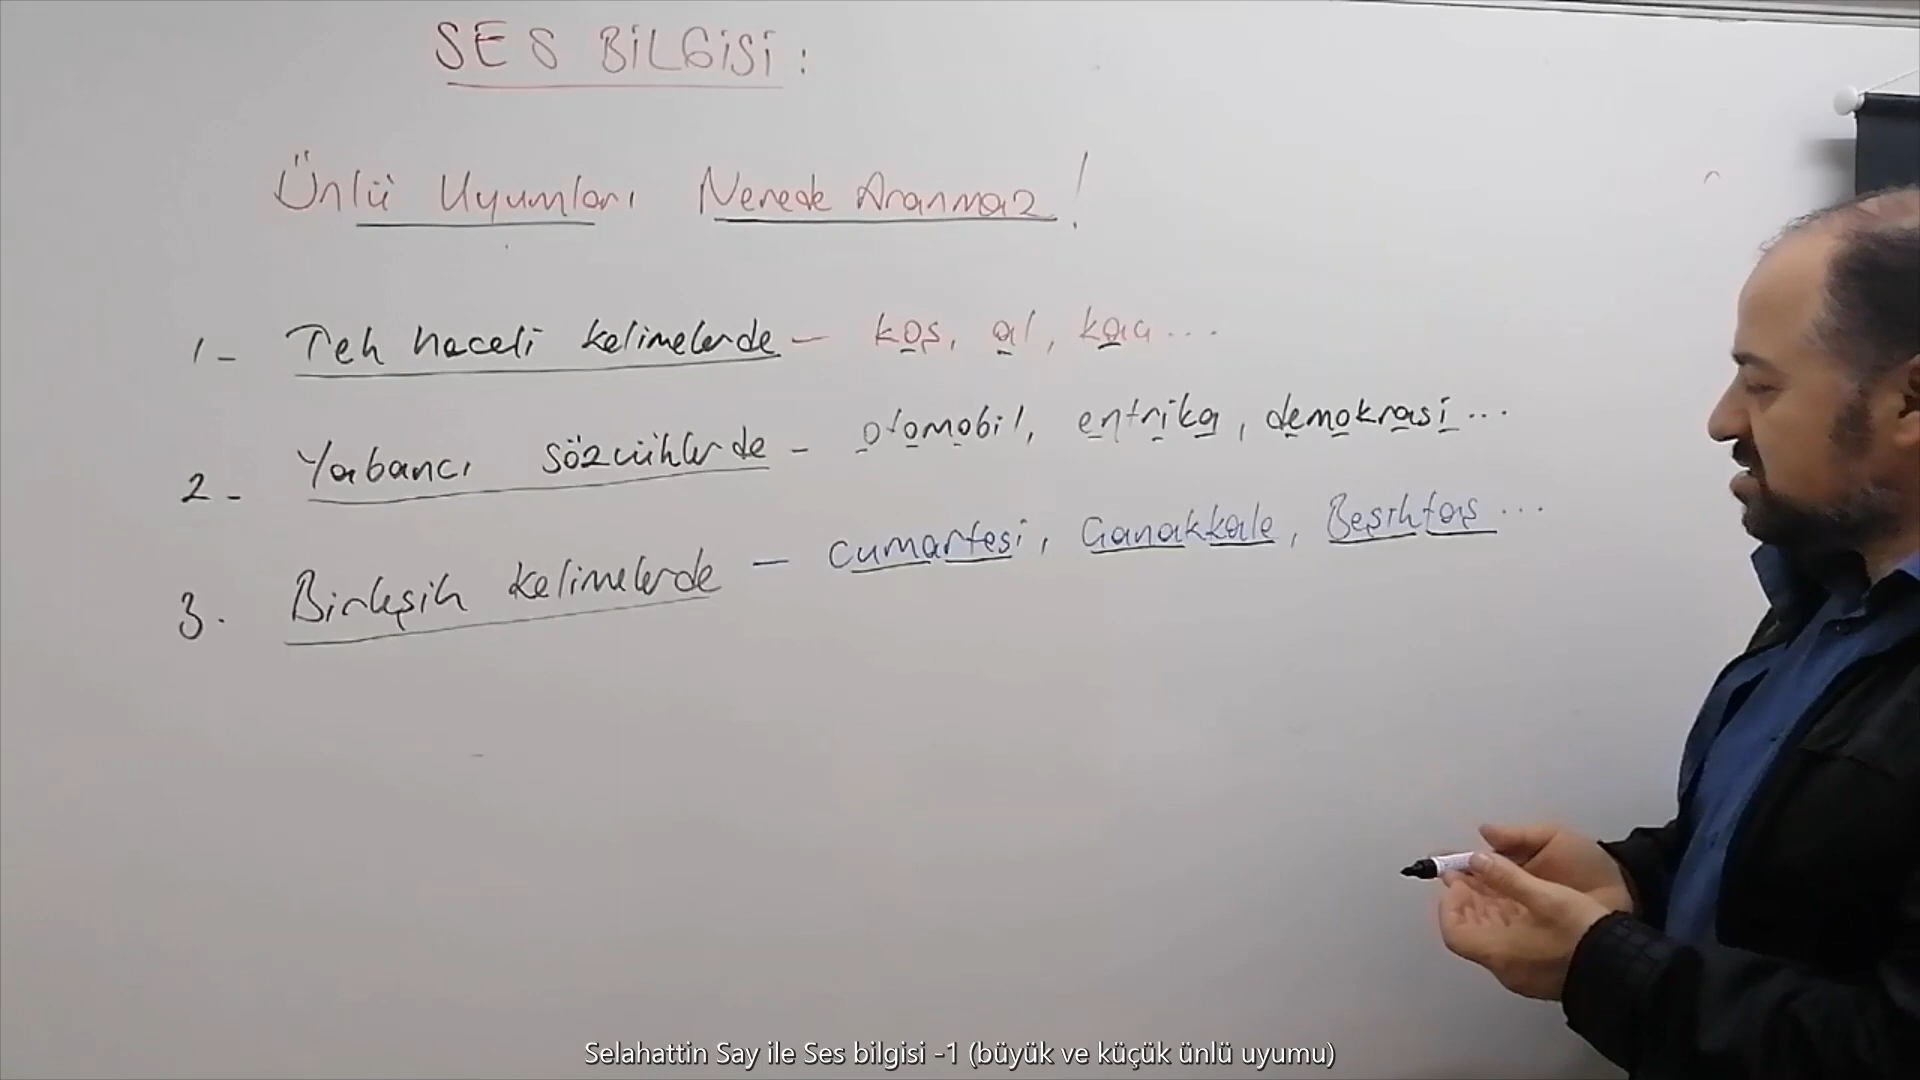 SES BİLGİSİ:
Ünlü Uyumları Nerede Aranmaz!
1- Tek heceli kelimelerde - koş, al, kaç...
2- Yabancı sözcüklerde - otomobil, entrika, demokrasi...
3. Birleşik kelimelerde - cumartesi, Çanakkale, Beşiktaş...
Selahattin Say ile Ses bilgisi -1 (büyük ve küçük ünlü uyumu)